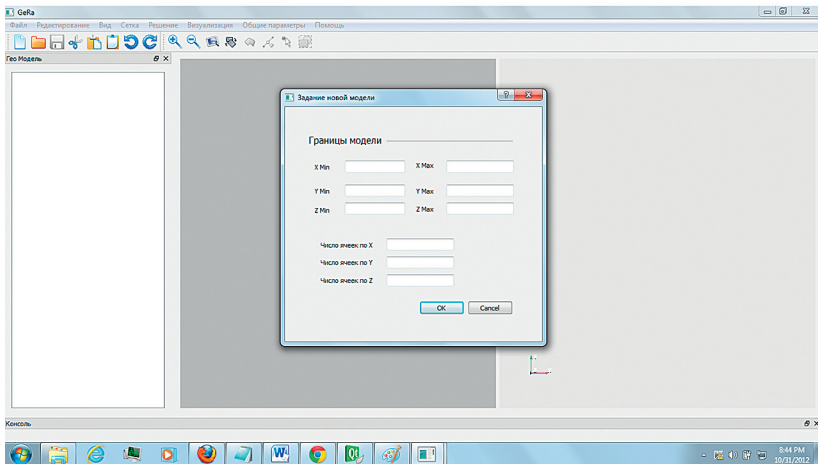 GeRa
Файл Редактирование Вид Сетка Решение Визуализация Общие параметры Помощь
Гео Модель
Задание новой модели
Границы модели
X Min X Max
Y Min Y Max
Z Min Z Max
Число ячеек по X
Число ячеек по Y
Число ячеек по Z
OK Cancel
Консоль
8:44 PM
10/31/2012